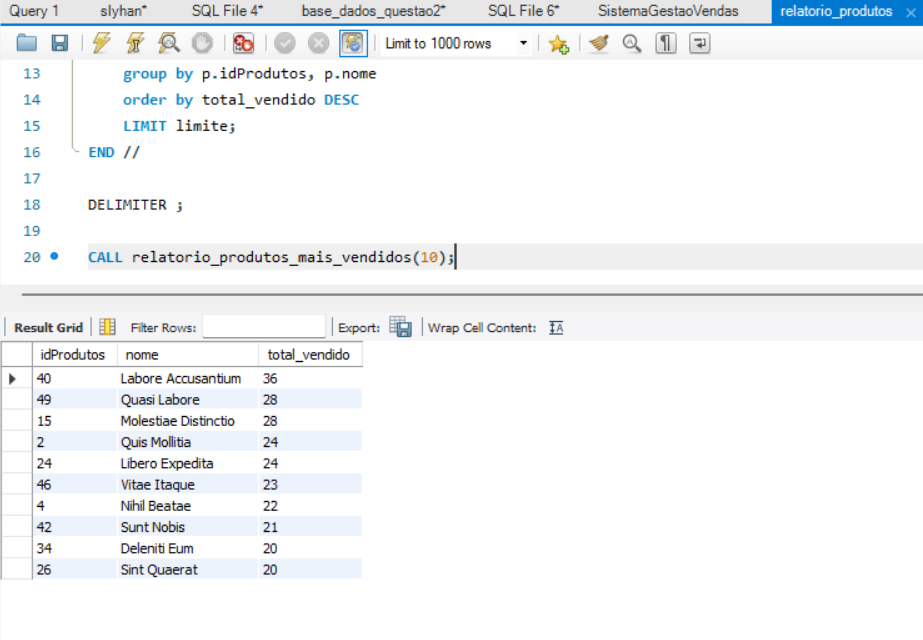 Query 1 slyhan* SQL File 4* base_dados_questao2* SQL File 6* SistemaGestaoVendas relatorio_produtos
Limit to 1000 rows
13 group by p.idProdutos, p.nome
14 order by total_vendido DESC
15 LIMIT limite;
16 END //
17
18 DELIMITER ;
19
20 CALL relatorio_produtos_mais_vendidos(10);
Result Grid Filter Rows: Export: Wrap Cell Content:
idProdutos nome total_vendido
40 Labore Accusantium 36
49 Quasi Labore 28
15 Molestiae Distinctio 28
2 Quis Mollitia 24
24 Libero Expedita 24
46 Vitae Itaque 23
4 Nihil Beatae 22
42 Sunt Nobis 21
34 Deleniti Eum 20
26 Sint Quaerat 20